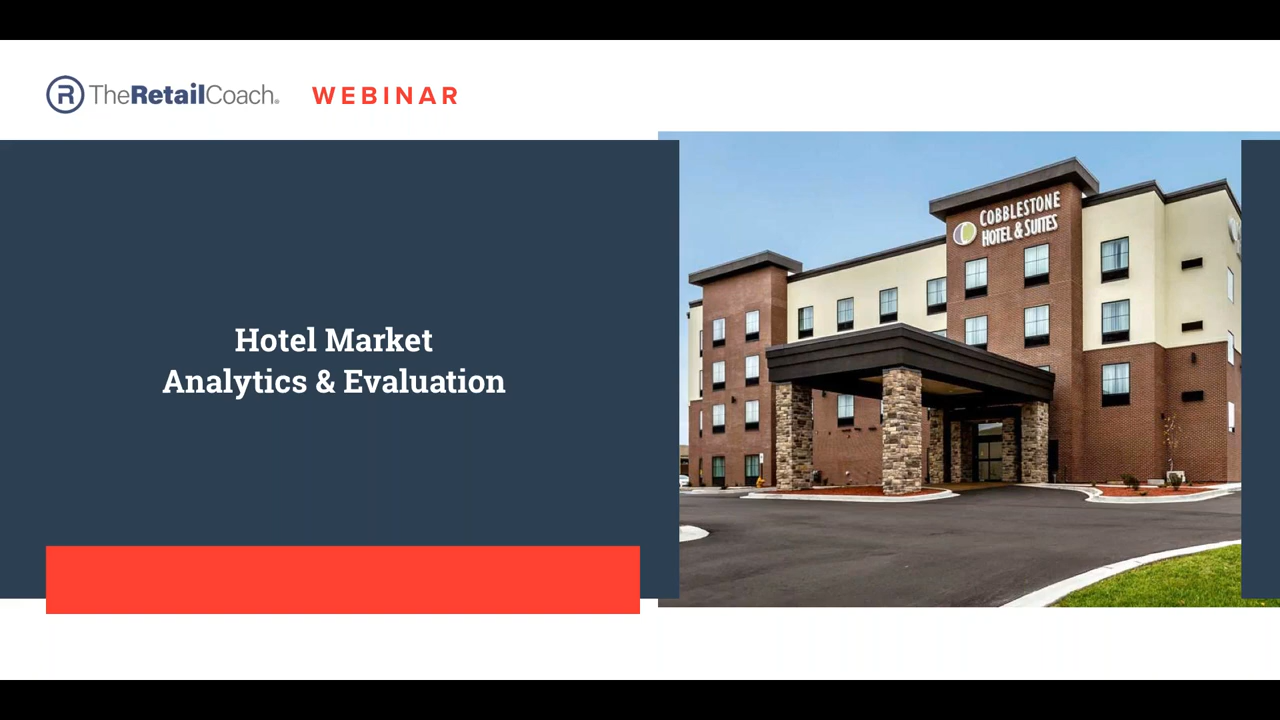 TheRetailCoach®
WEBINAR
Hotel Market
Analytics & Evaluation
COBBLESTONE
HOTEL & SUITES